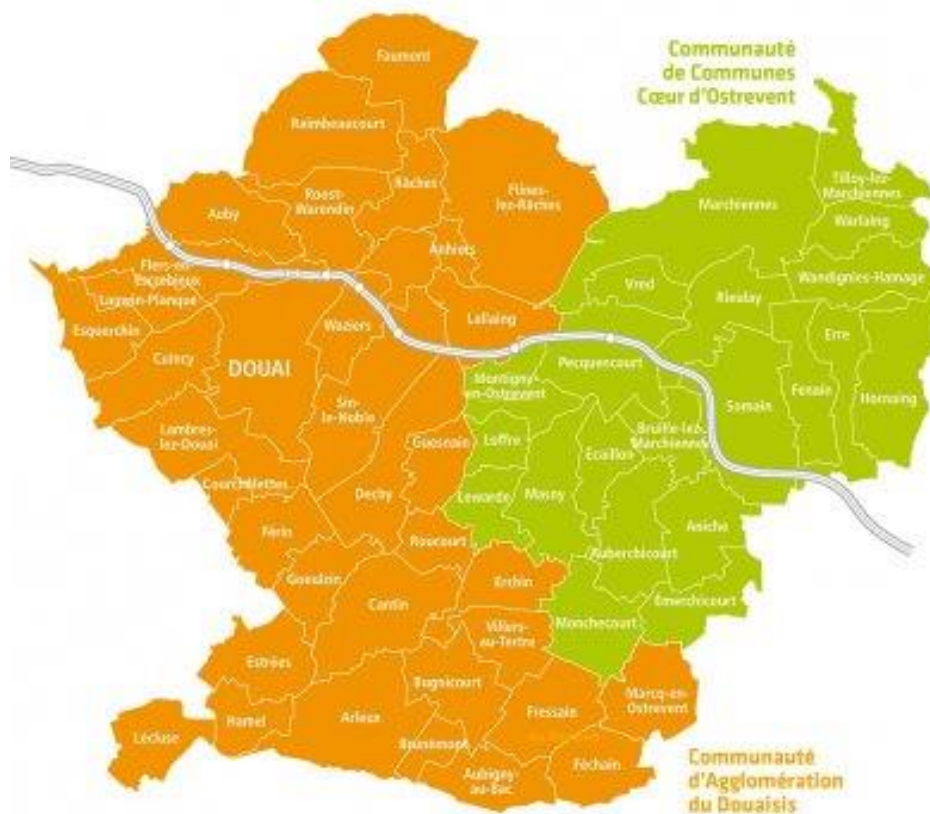 Communauté
de Communes
Cœur d'Ostrevent
Faumont
Raimbeaucourt
Râches
Roost-
Warendin
Flines-
lez-Râches
Auby
Anhiers
Marchiennes
Tilloy-lez-
Marchiennes
Warlaing
Wandignies-Hamage
Flers-en-
Escrebieux
Lauwin-Planque
Esquerchin
Cuincy
DOUAI
Waziers
Lallaing
Vred
Rieulay
Erre
Pecquencourt
Montigny-
en-Ostrevent
Somain
Fenain
Hornaing
Sin-
le-Noble
Lambres-
lez-Douai
Guesnain
Loffre
Bruille-lez-
Marchiennes
Ecaillon
Courchelettes
Dechy
Lewarde
Masny
Férin
Roucourt
Auberchicourt
Aniche
Goeulzin
Cantin
Erchin
Emerchicourt
Monchecourt
Villers-
au-Tertre
Estrées
Bugnicourt
Marcq-en-
Ostrevent
Hamel
Arleux
Fressain
Lécluse
Brunémont
Féchain
Aubigny-
au-Bac
Communauté
d'Agglomération
du Douaisis